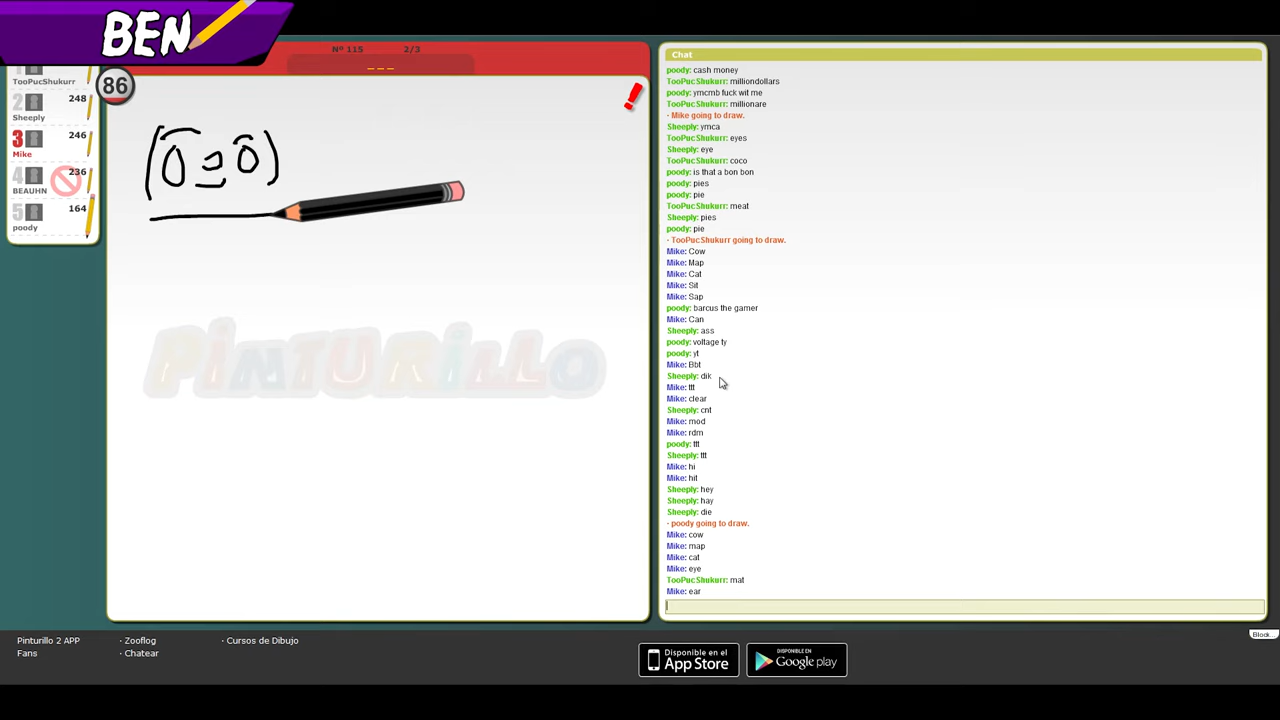 BEN
Nº 115 2/3
_ _ _
86
1
TooPucShukurr
2 248
Sheeply
3 246
Mike
4 236
BEAUHN
5 164
poody
PINTURILLO
Chat
poody: cash money
TooPucShukurr: milliondollars
poody: ymcmb fuck wit me
TooPucShukurr: millionare
· Mike going to draw.
Sheeply: ymca
TooPucShukurr: eyes
Sheeply: eye
TooPucShukurr: coco
poody: is that a bon bon
poody: pies
poody: pie
TooPucShukurr: meat
Sheeply: pies
poody: pie
· TooPucShukurr going to draw.
Mike: Cow
Mike: Map
Mike: Cat
Mike: Sit
Mike: Sap
poody: barcus the gamer
Mike: Can
Sheeply: ass
poody: voltage ty
poody: yt
Mike: Bbt
Sheeply: dik
Mike: ttt
Mike: clear
Sheeply: cnt
Mike: mod
Mike: rdm
poody: ttt
Sheeply: ttt
Mike: hi
Mike: hit
Sheeply: hey
Sheeply: hay
Sheeply: die
· poody going to draw.
Mike: cow
Mike: map
Mike: cat
Mike: eye
TooPucShukurr: mat
Mike: ear
Block...
Pinturillo 2 APP · Zooflog · Cursos de Dibujo
Fans · Chatear
Disponible en el
App Store
DISPONIBLE EN
Google play